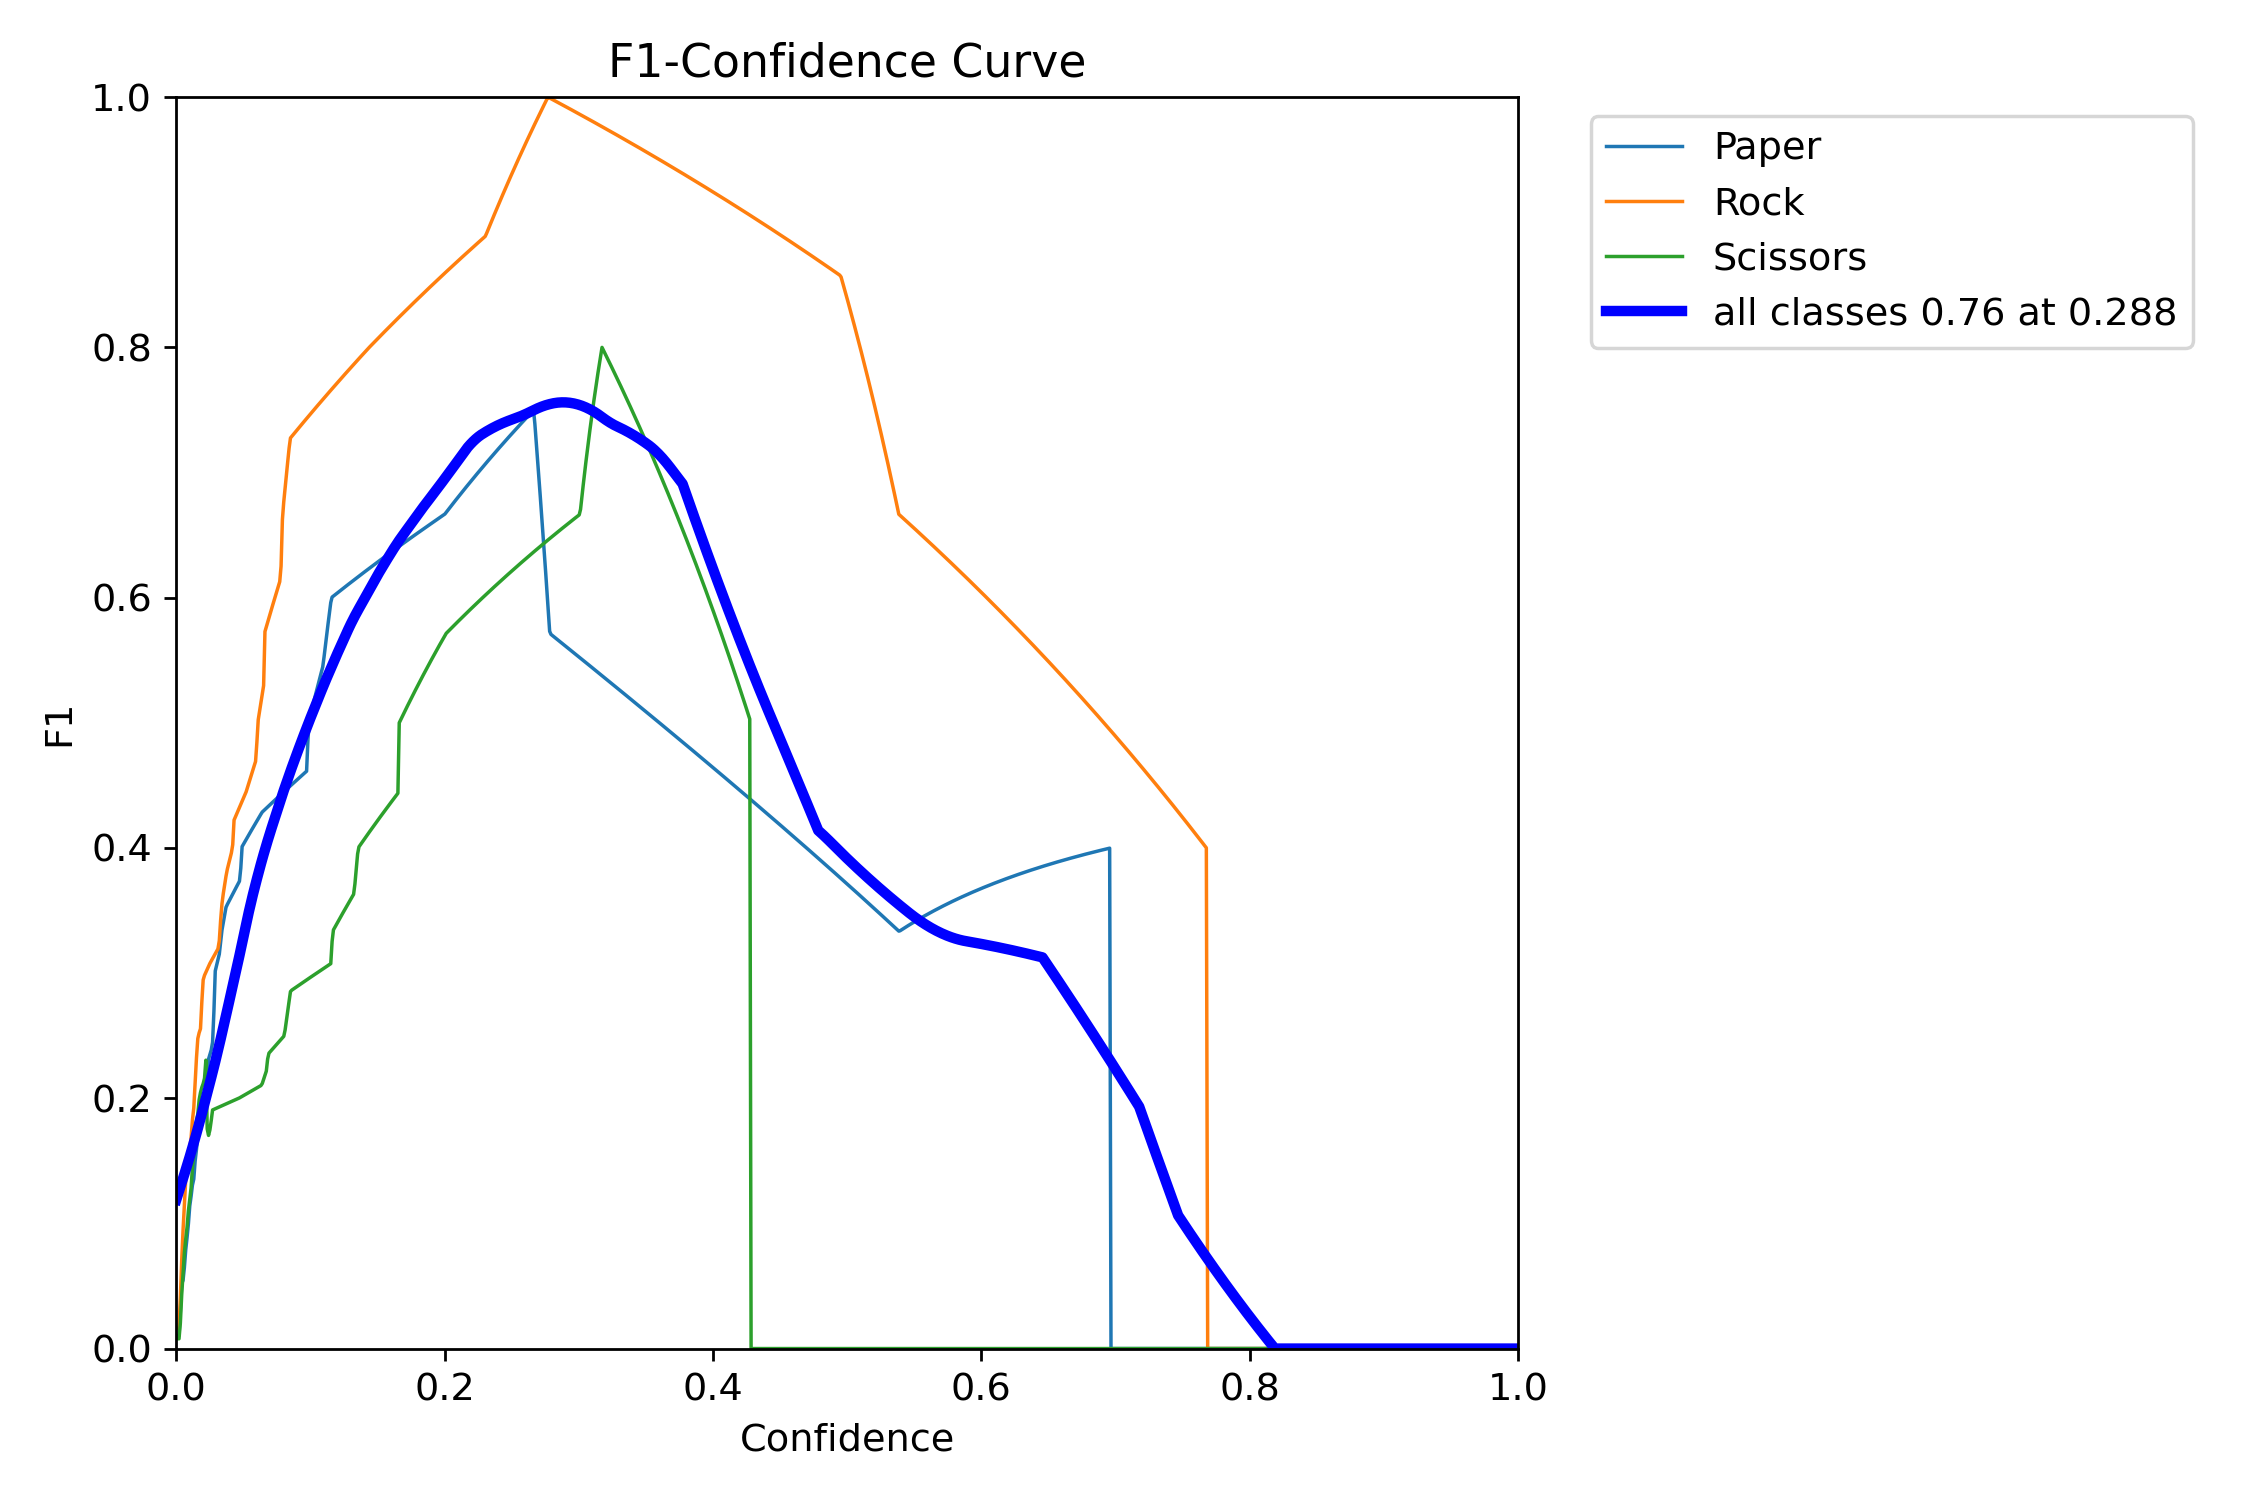 F1-Confidence Curve
1.0
0.8
0.6
0.4
0.2
0.0
F1
0.0 0.2 0.4 0.6 0.8 1.0
Confidence
Paper
Rock
Scissors
all classes 0.76 at 0.288